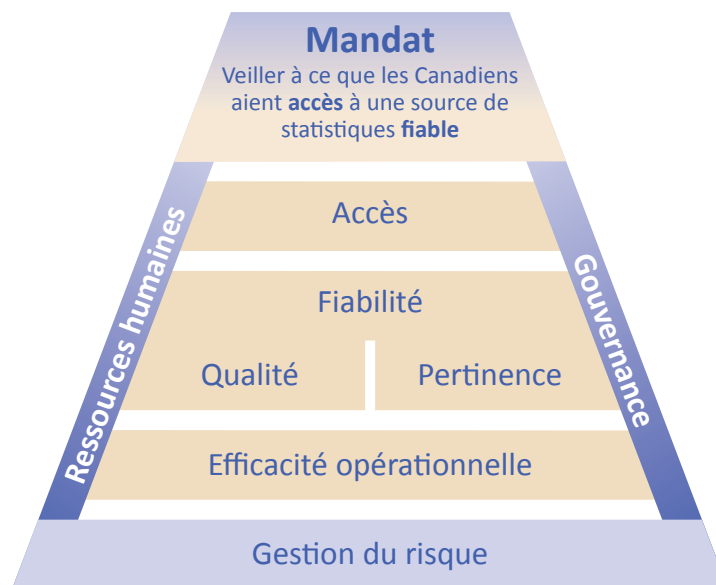 Mandat
Veiller à ce que les Canadiens
aient accès à une source de
statistiques fiable
Ressources humaines
Gouvernance
Accès
Fiabilité
Qualité
Pertinence
Efficacité opérationnelle
Gestion du risque